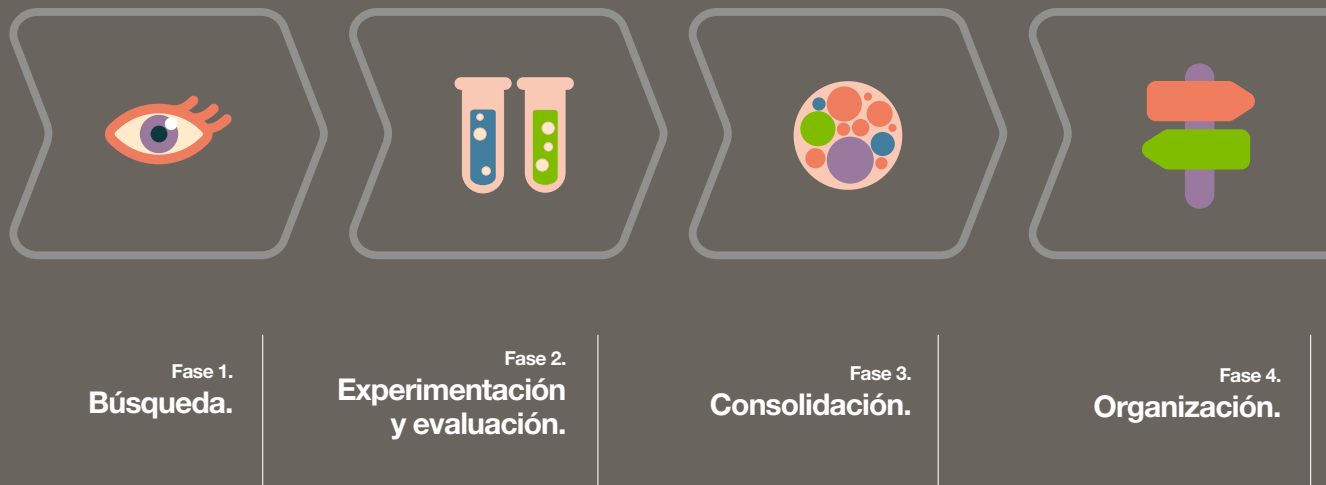 Fase 1.
Búsqueda.
Fase 2.
Experimentación
y evaluación.
Fase 3.
Consolidación.
Fase 4.
Organización.